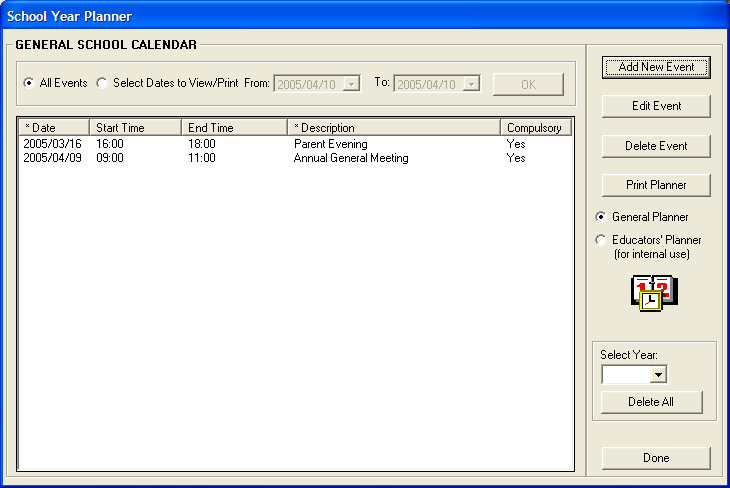 School Year Planner
GENERAL SCHOOL CALENDAR
All Events Select Dates to View/Print From: 2005/04/10 To: 2005/04/10 OK
* Date Start Time End Time * Description Compulsory
2005/03/16 16:00 18:00 Parent Evening Yes
2005/04/09 09:00 11:00 Annual General Meeting Yes
Add New Event
Edit Event
Delete Event
Print Planner
General Planner
Educators' Planner
(for internal use)
1 2
Select Year:
Delete All
Done